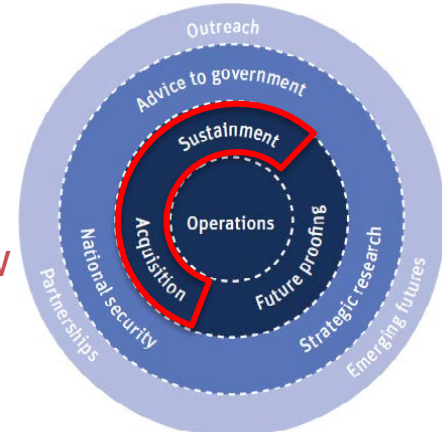 Outreach
Advice to government
Sustainment
Operations
Acquisition
Future proofing
National security
Strategic research
Partnerships
Emerging futures